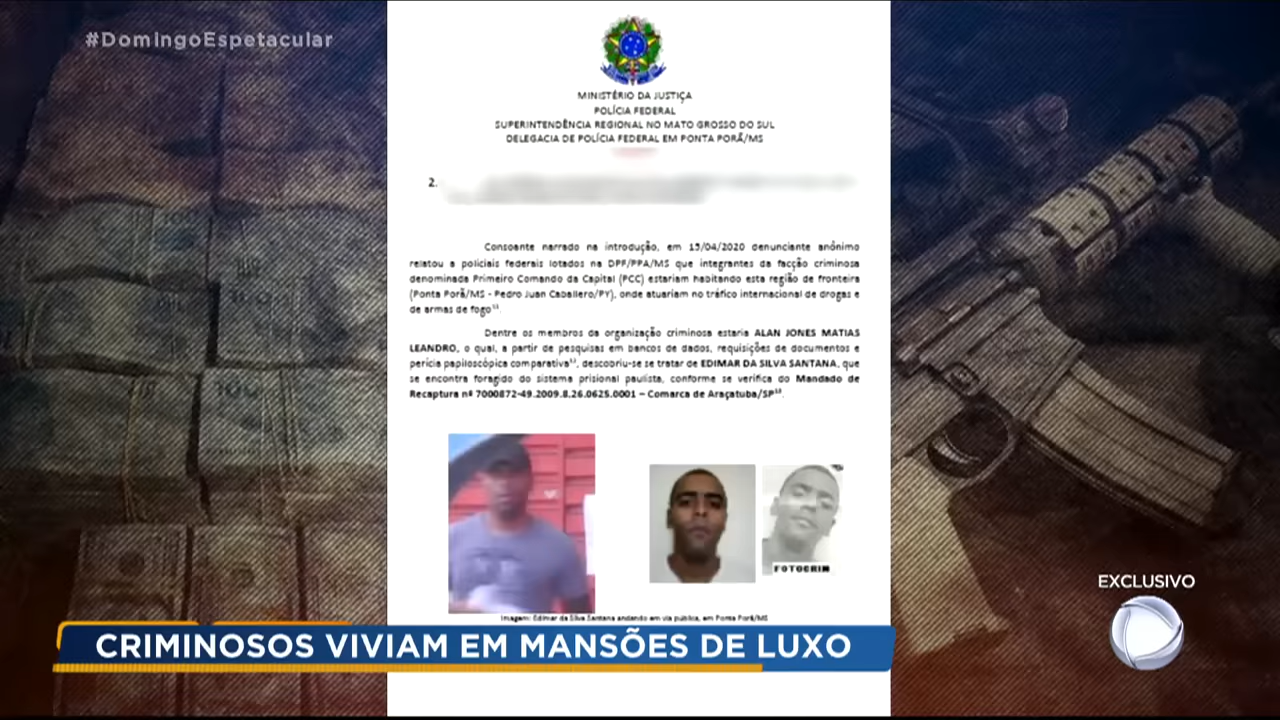 #DomingoEspetacular
MINISTÉRIO DA JUSTIÇA
POLÍCIA FEDERAL
SUPERINTENDÊNCIA REGIONAL NO MATO GROSSO DO SUL
DELEGACIA DE POLÍCIA FEDERAL EM PONTA PORÃ/MS
2.
Consoante narrado na introdução, em 15/04/2020 denunciante anônimo
relatou a policiais federais lotados na DPF/PPA/MS que integrantes da facção criminosa
denominada Primeiro Comando da Capital (PCC) estariam habitando esta região de fronteira
(Ponta Porã/MS - Pedro Juan Caballero/PY), onde atuariam no tráfico internacional de drogas e
de armas de fogo
Dentre os membros da organização criminosa estaria ALAN JONES MATIAS
LEANDRO, o qual, a partir de pesquisas em bancos de dados, requisições de documentos e
perícia papiloscópica comparativa, descobriu-se se tratar de EDIMAR DA SILVA SANTANA, que
se encontra foragido do sistema prisional paulista, conforme se verifica do Mandado de
Recaptura nº 7000872-49.2009.8.26.0625.0001 – Comarca de Araçatuba/SP
FOTOCRIM
Imagem: Edimar da Silva Santana andando em via pública, em Ponta Porã/MS
EXCLUSIVO
CRIMINOSOS VIVIAM EM MANSÕES DE LUXO